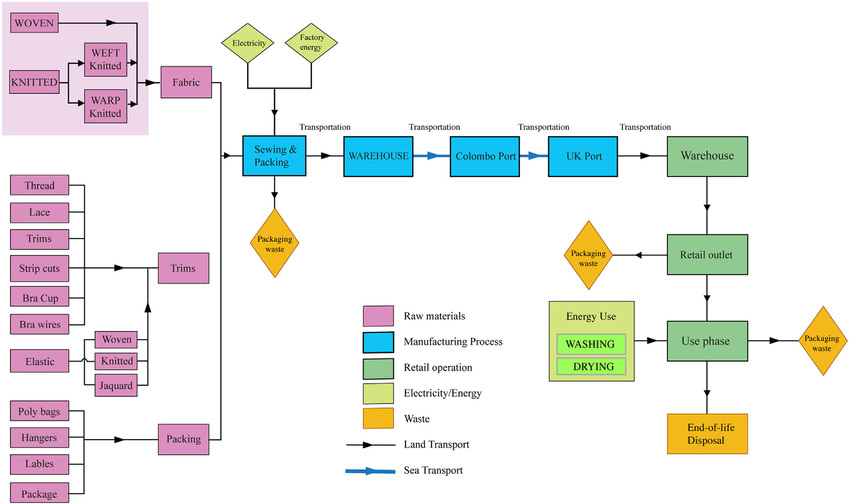 WOVEN
KNITTED
WEFT
Knitted
WARP
Knitted
Fabric
Electricity
Factory
energy
Sewing &
Packing
Transportation
WAREHOUSE
Transportation
Colombo Port
Transportation
UK Port
Transportation
Warehouse
Packaging
waste
Thread
Lace
Trims
Strip cuts
Bra Cup
Bra wires
Elastic
Woven
Knitted
Jaquard
Trims
Poly bags
Hangers
Lables
Package
Packing
Retail outlet
Packaging
waste
Energy Use
WASHING
DRYING
Use phase
Packaging
waste
End-of-life
Disposal
Raw materials
Manufacturing Process
Retail operation
Electricity/Energy
Waste
Land Transport
Sea Transport